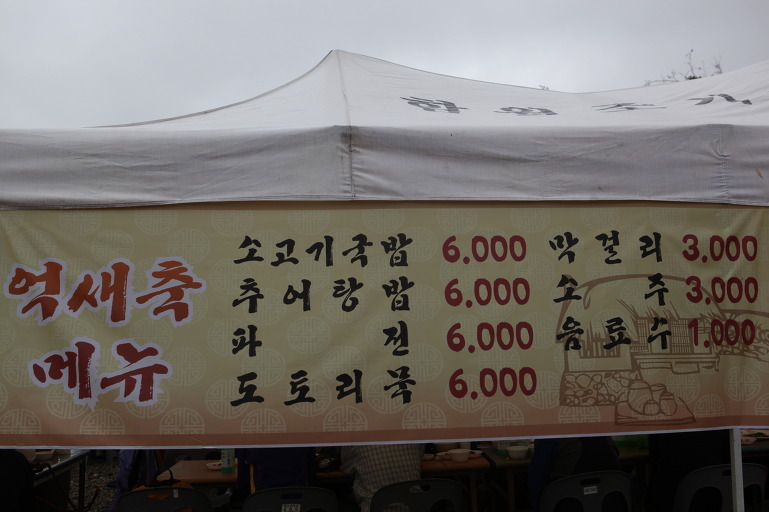 억새축
메뉴
소고기국밥 6.000
추어탕밥 6.000
파전 6.000
도토리묵 6.000
막걸리 3.000
소주 3.000
음료수 1.000